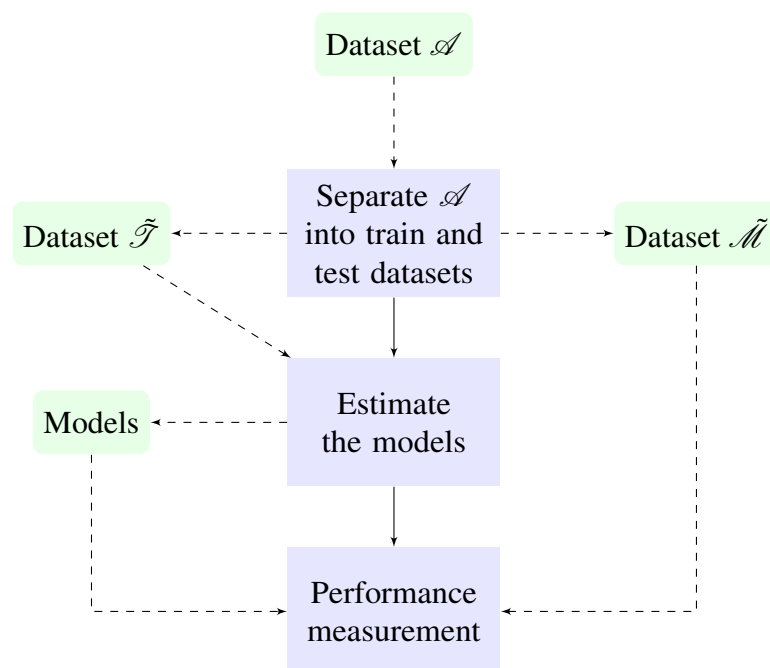 Dataset 𝒜
Separate 𝒜
into train and
test datasets
Dataset 𝒯̃
Dataset ℳ̃
Estimate
the models
Models
Performance
measurement